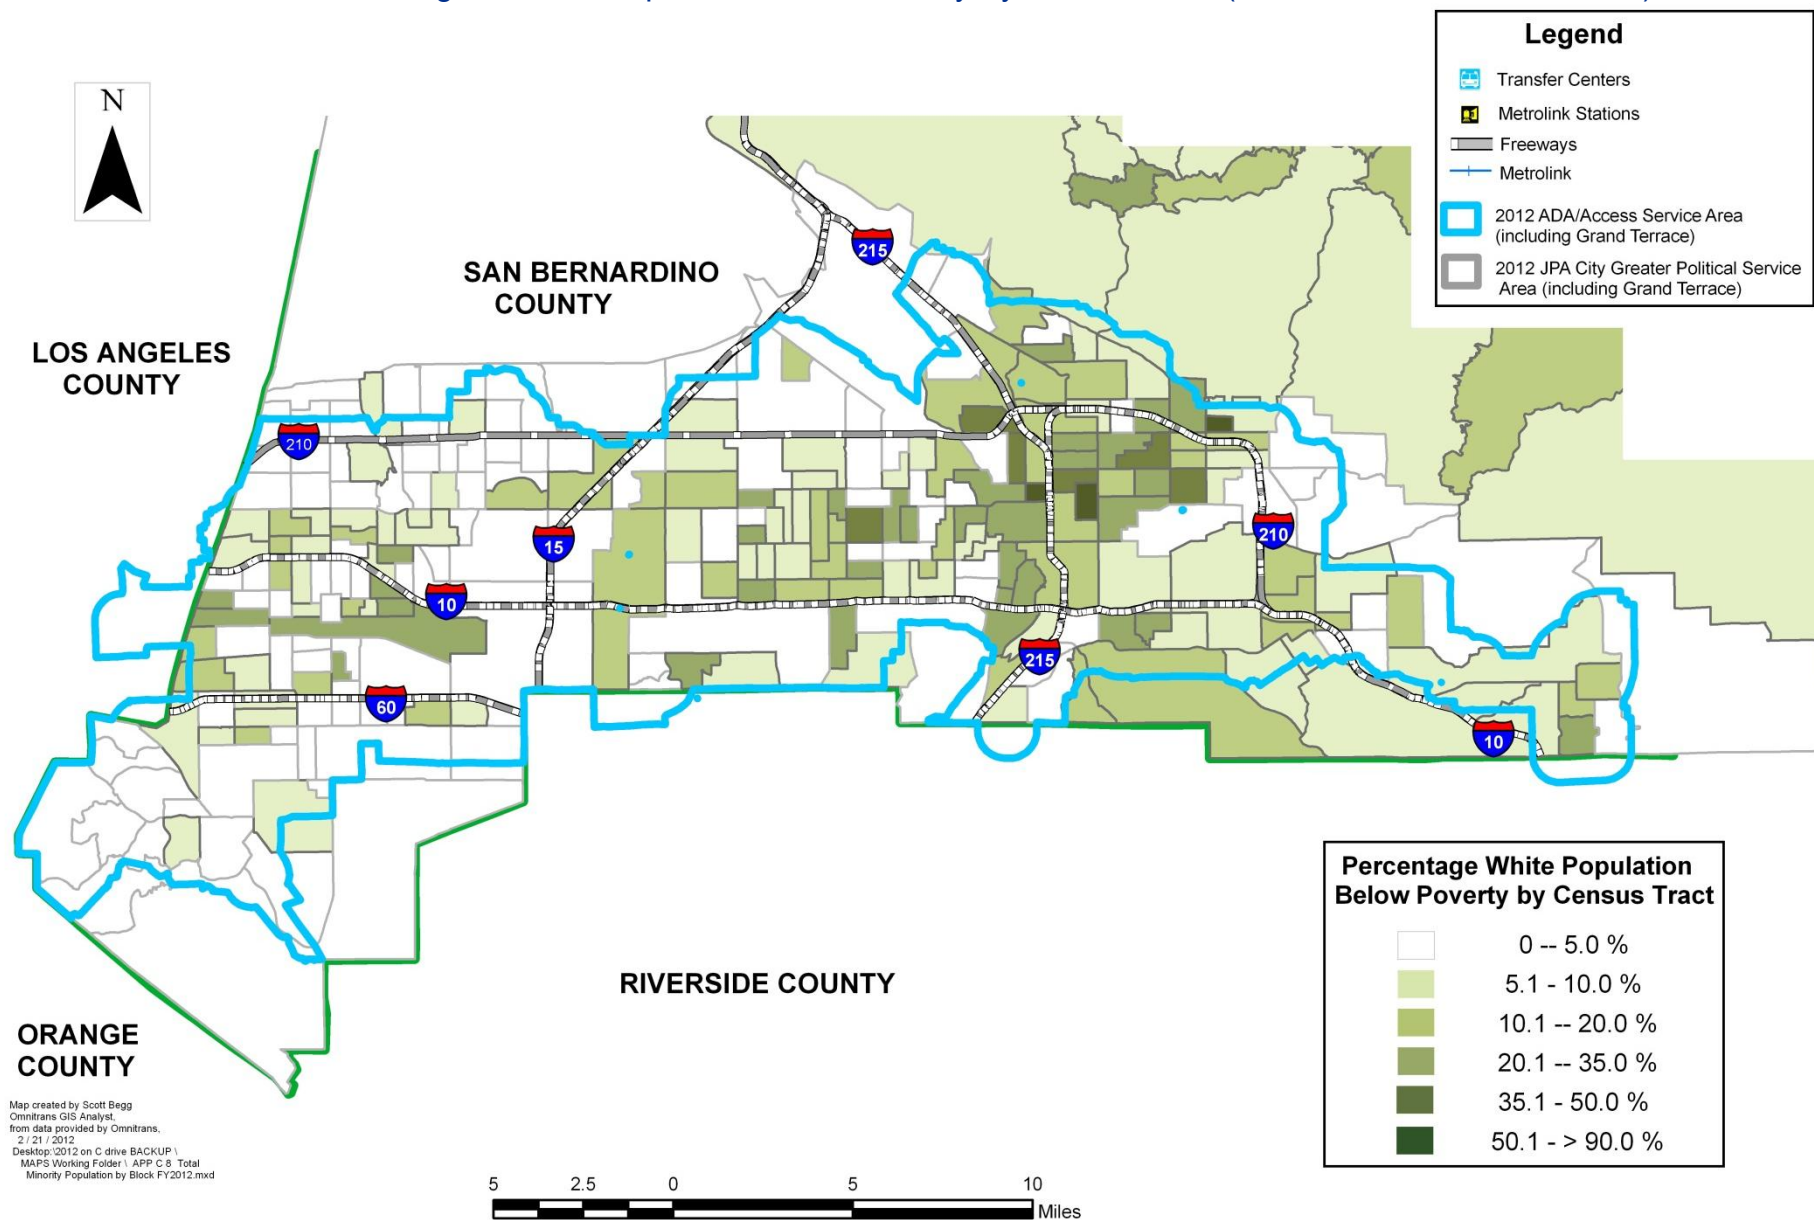 Legend
Transfer Centers
Metrolink Stations
Freeways
Metrolink
2012 ADA/Access Service Area
(including Grand Terrace)
2012 JPA City Greater Political Service
Area (including Grand Terrace)
N
SAN BERNARDINO
COUNTY
LOS ANGELES
COUNTY
215
210
15
10
210
215
60
10
RIVERSIDE COUNTY
ORANGE
COUNTY
Percentage White Population
Below Poverty by Census Tract
0 -- 5.0 %
5.1 - 10.0 %
10.1 -- 20.0 %
20.1 -- 35.0 %
35.1 - 50.0 %
50.1 - > 90.0 %
Map created by Scott Begg
Omnitrans GIS Analyst,
from data provided by Omnitrans,
2 / 21 / 2012
Desktop:\2012 on C drive BACKUP \
MAPS Working Folder \ APP C 8 Total
Minority Population by Block FY2012.mxd
5 2.5 0 5 10
Miles